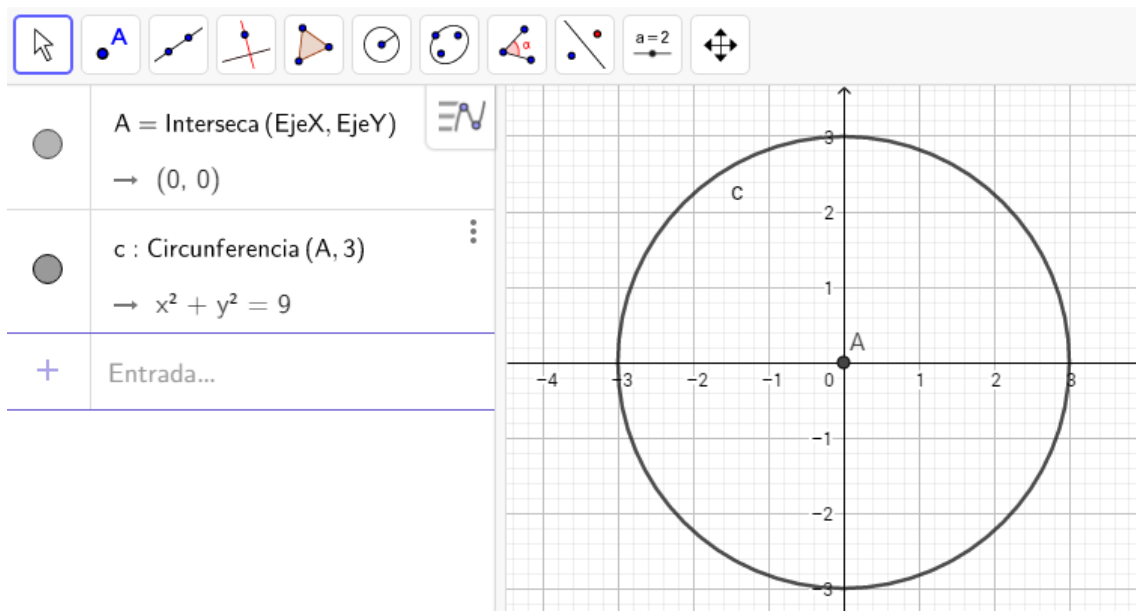 A
α
a=2
A = Interseca (EjeX, EjeY)
→ (0, 0)
c : Circunferencia (A, 3)
→ x² + y² = 9
+ Entrada...
3
c
2
1
A
−4 −3 −2 −1 0 1 2 3
−1
−2
−3